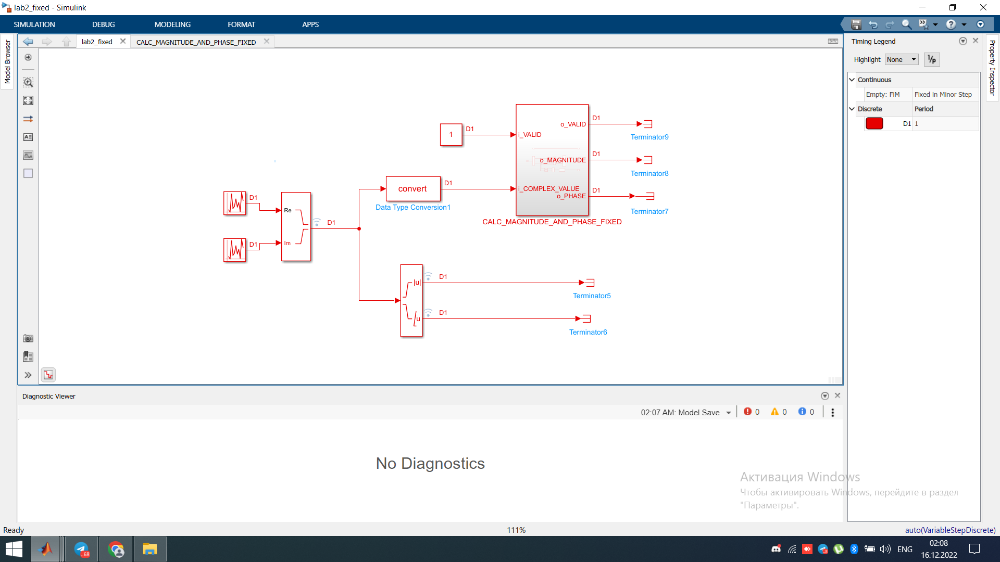 lab2_fixed - Simulink
SIMULATION
DEBUG
MODELING
FORMAT
APPS
Model Browser
lab2_fixed
CALC_MAGNITUDE_AND_PHASE_FIXED
Timing Legend
Property Inspector
Highlight
None
1/p
Continuous
Empty: FiM
Fixed in Minor Step
Discrete
Period
D1
1
1
D1
i_VALID
o_VALID
D1
Terminator9
o_MAGNITUDE
D1
Terminator8
convert
D1
Data Type Conversion1
i_COMPLEX_VALUE
o_PHASE
D1
Terminator7
CALC_MAGNITUDE_AND_PHASE_FIXED
D1
Re
D1
Im
D1
|u|
D1
Terminator5
u
D1
Terminator6
Diagnostic Viewer
02:07 AM: Model Save
0
0
0
No Diagnostics
Активация Windows
Чтобы активировать Windows, перейдите в раздел
"Параметры".
Ready
111%
auto(VariableStepDiscrete)
..68
ENG
02:08
16.12.2022